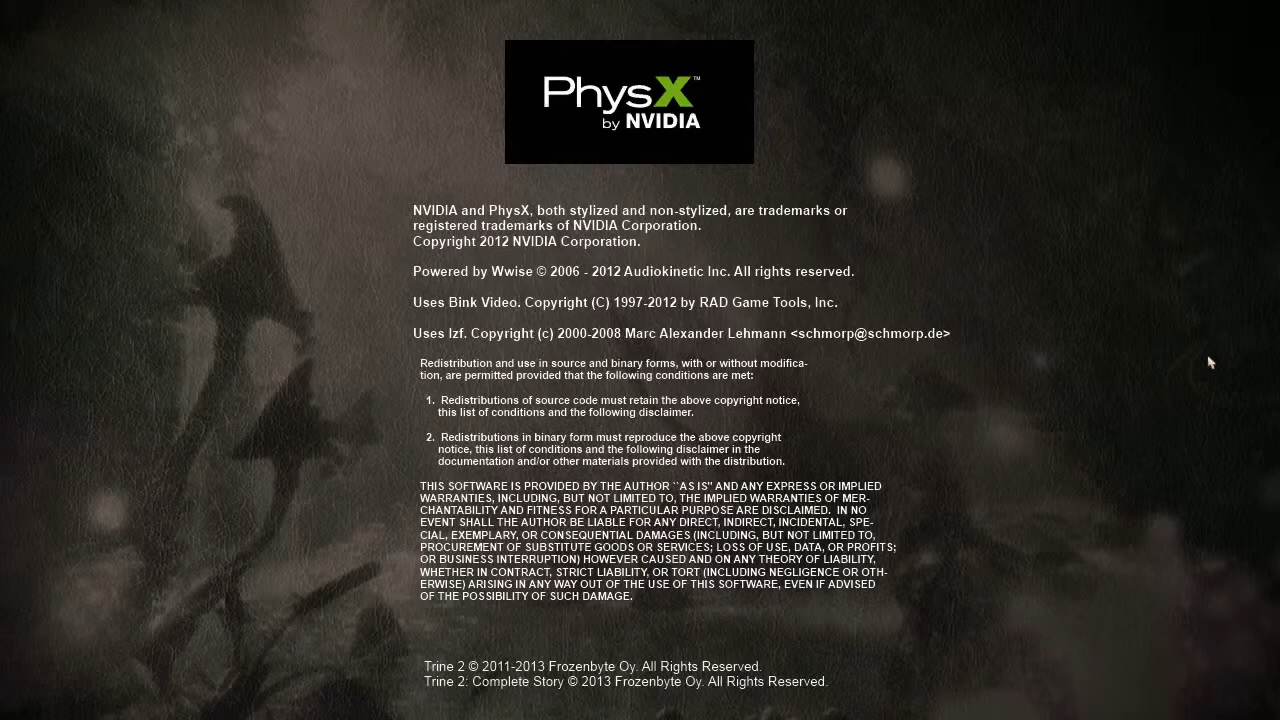 PhysX™
by NVIDIA
NVIDIA and PhysX, both stylized and non-stylized, are trademarks or
registered trademarks of NVIDIA Corporation.
Copyright 2012 NVIDIA Corporation.
Powered by Wwise © 2006 - 2012 Audiokinetic Inc. All rights reserved.
Uses Bink Video. Copyright (C) 1997-2012 by RAD Game Tools, Inc.
Uses lzf. Copyright (c) 2000-2008 Marc Alexander Lehmann <schmorp@schmorp.de>
Redistribution and use in source and binary forms, with or without modifica-
tion, are permitted provided that the following conditions are met:
1. Redistributions of source code must retain the above copyright notice,
this list of conditions and the following disclaimer.
2. Redistributions in binary form must reproduce the above copyright
notice, this list of conditions and the following disclaimer in the
documentation and/or other materials provided with the distribution.
THIS SOFTWARE IS PROVIDED BY THE AUTHOR ``AS IS'' AND ANY EXPRESS OR IMPLIED
WARRANTIES, INCLUDING, BUT NOT LIMITED TO, THE IMPLIED WARRANTIES OF MER-
CHANTABILITY AND FITNESS FOR A PARTICULAR PURPOSE ARE DISCLAIMED. IN NO
EVENT SHALL THE AUTHOR BE LIABLE FOR ANY DIRECT, INDIRECT, INCIDENTAL, SPE-
CIAL, EXEMPLARY, OR CONSEQUENTIAL DAMAGES (INCLUDING, BUT NOT LIMITED TO,
PROCUREMENT OF SUBSTITUTE GOODS OR SERVICES; LOSS OF USE, DATA, OR PROFITS;
OR BUSINESS INTERRUPTION) HOWEVER CAUSED AND ON ANY THEORY OF LIABILITY,
WHETHER IN CONTRACT, STRICT LIABILITY, OR TORT (INCLUDING NEGLIGENCE OR OTH-
ERWISE) ARISING IN ANY WAY OUT OF THE USE OF THIS SOFTWARE, EVEN IF ADVISED
OF THE POSSIBILITY OF SUCH DAMAGE.
Trine 2 © 2011-2013 Frozenbyte Oy. All Rights Reserved.
Trine 2: Complete Story © 2013 Frozenbyte Oy. All Rights Reserved.